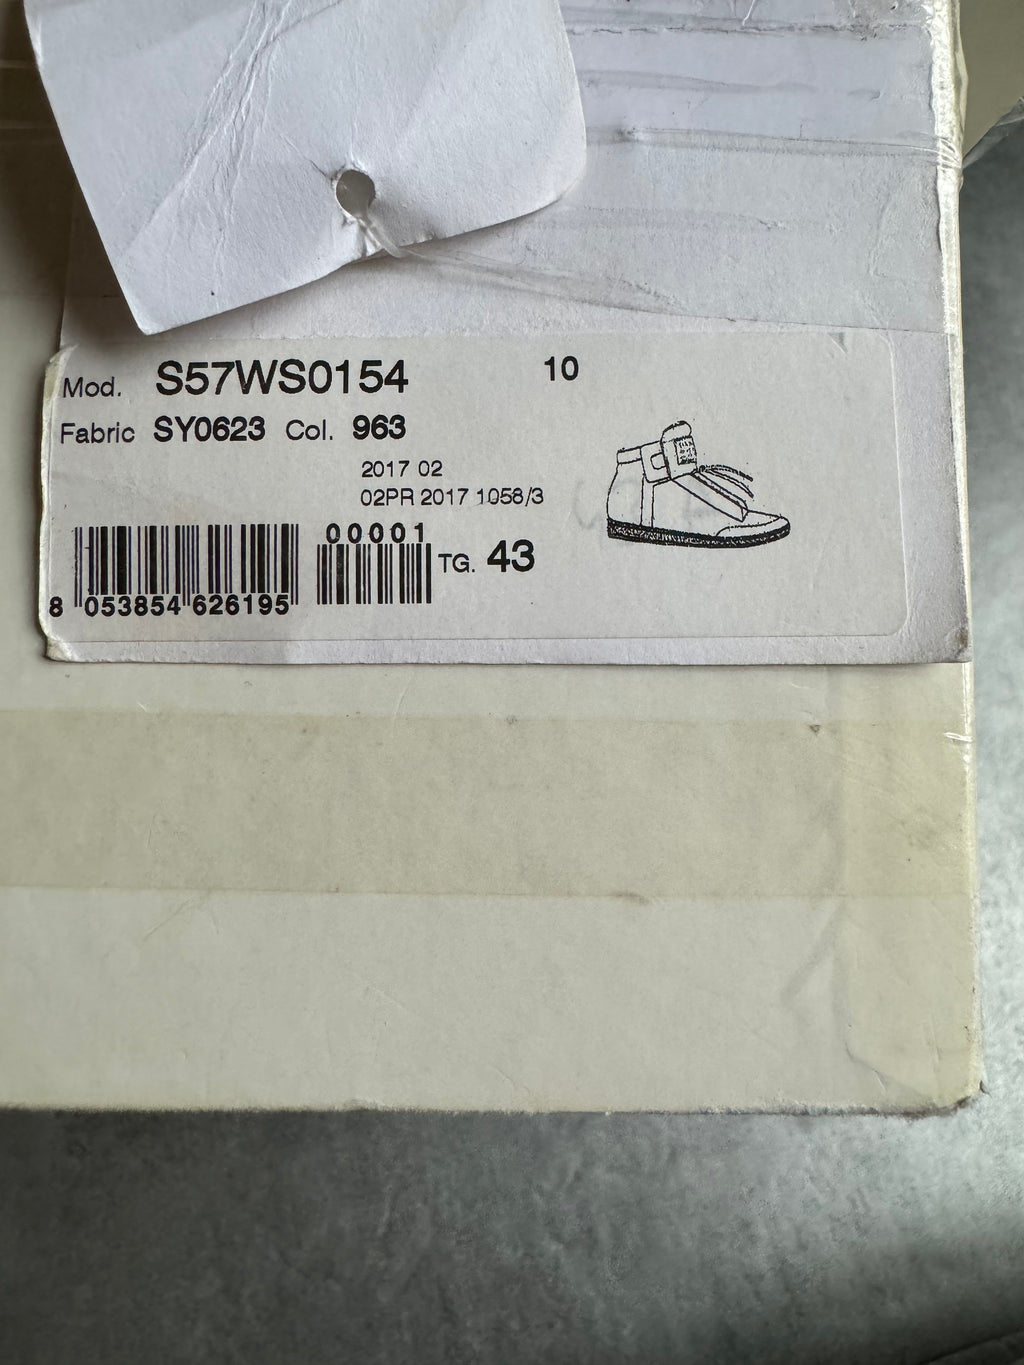 Mod. S57WS0154 10
Fabric SY0623 Col. 963
2017 02
02PR 2017 1058/3
00001
TG. 43
8 053854 626195